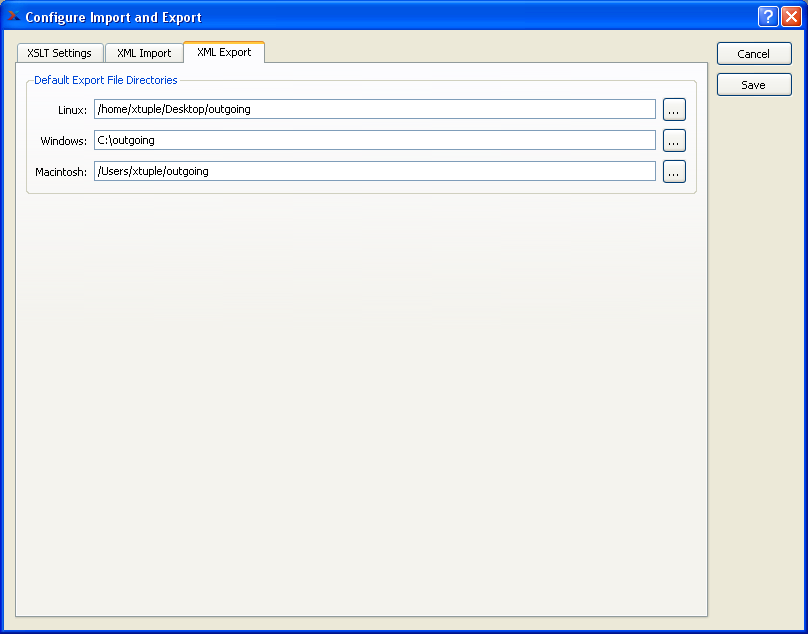 Configure Import and Export
XSLT Settings XML Import XML Export
Cancel
Save
Default Export File Directories
Linux: /home/xtuple/Desktop/outgoing ...
Windows: C:\outgoing ...
Macintosh: /Users/xtuple/outgoing ...